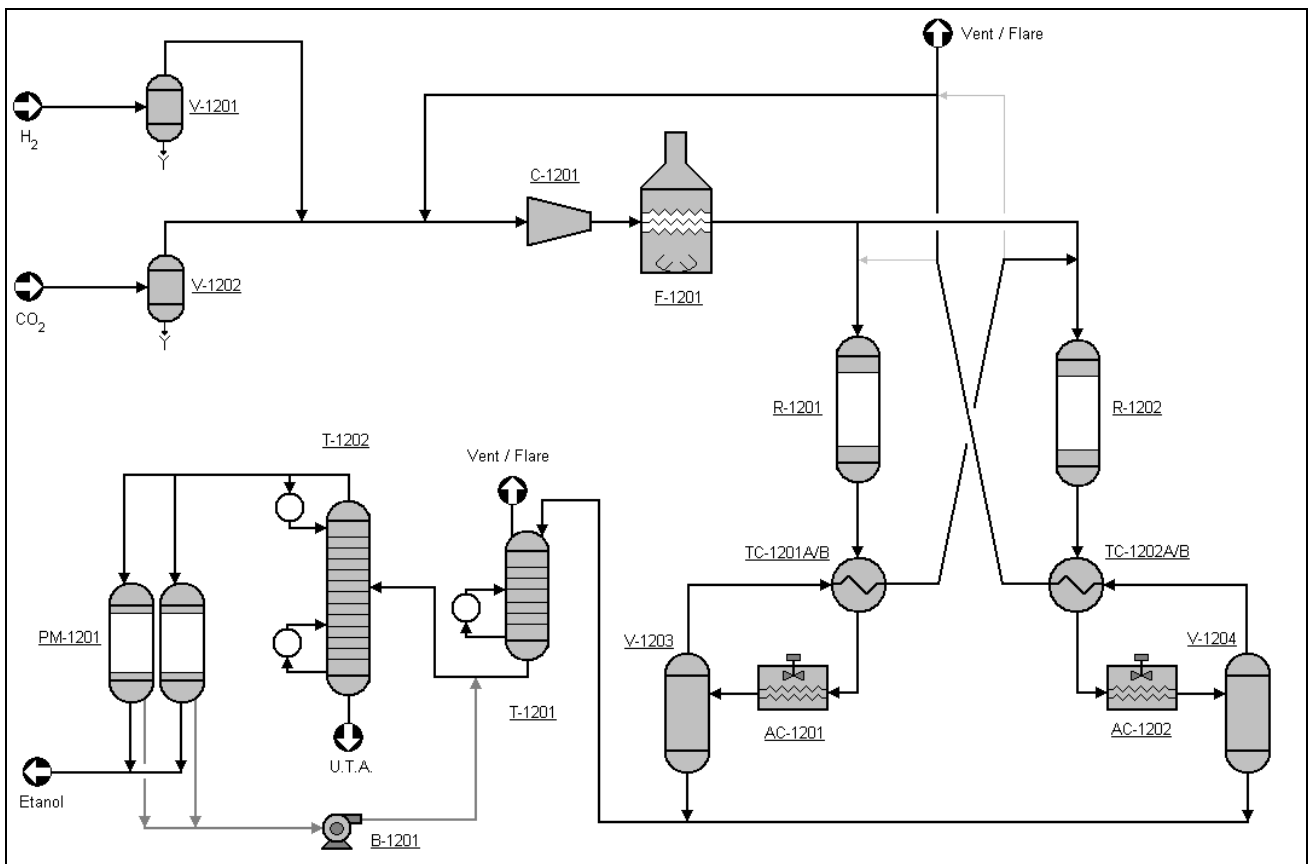 Vent / Flare
V-1201
H₂
C-1201
V-1202
CO₂
F-1201
R-1201
R-1202
T-1202
Vent / Flare
TC-1201A/B
TC-1202A/B
PM-1201
V-1203
V-1204
T-1201
AC-1201
AC-1202
U.T.A.
Etanol
B-1201